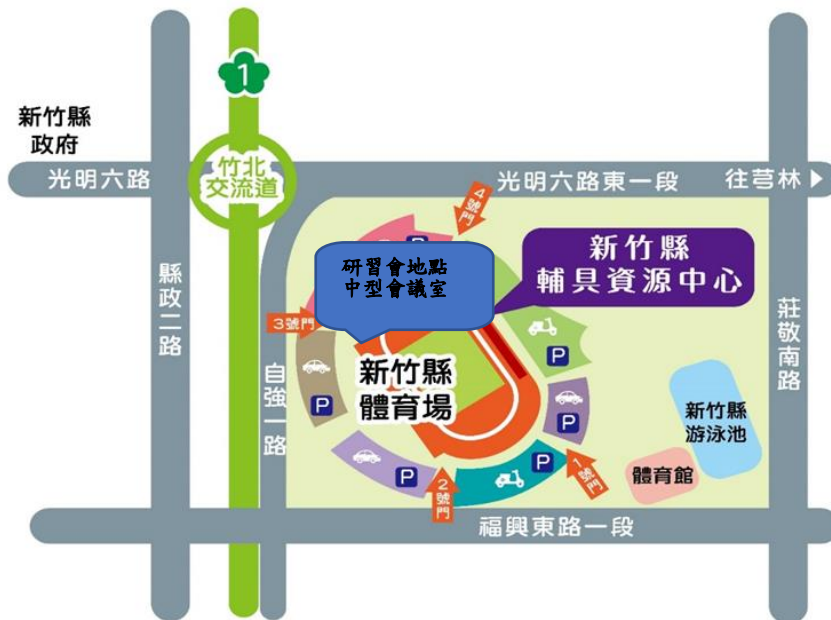 1
新竹縣
政府
光明六路
竹北
交流道
光明六路東一段
往芎林
4號門
P
研習會地點
中型會議室
新竹縣
輔具資源中心
縣政二路
3號門
自強一路
P
P
新竹縣
體育場
P
P
P
2號門
1號門
新竹縣
游泳池
體育館
莊敬南路
福興東路一段